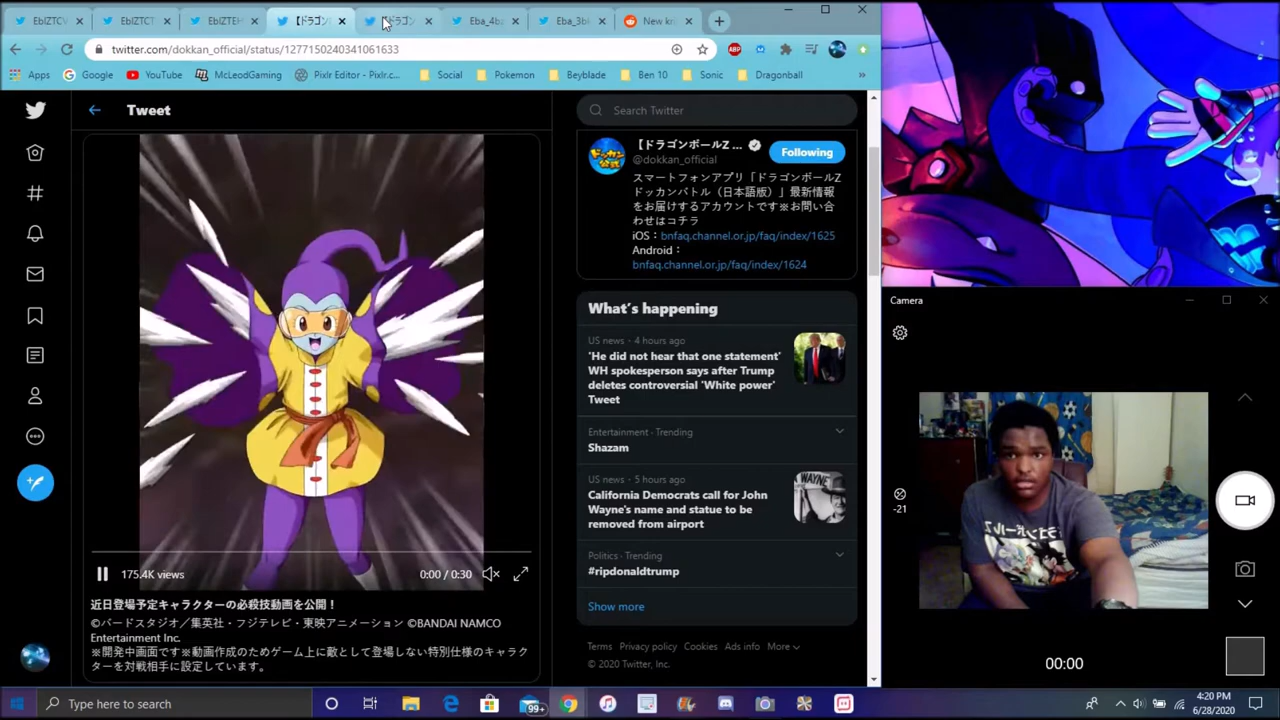 EbIZTCV
EbIZTCT
EbIZTEH
【ドラゴン
【ドラゴン
Eba_4ba
Eba_3bk
New kn
twitter.com/dokkan_official/status/1277150240341061633
ABP
Apps
Google
YouTube
McLeodGaming
Pixlr Editor - Pixlr.c...
Social
Pokemon
Beyblade
Ben 10
Sonic
Dragonball
»
Tweet
175.4K views
0:00 / 0:30
近日登場予定キャラクターの必殺技動画を公開！
©バードスタジオ／集英社・フジテレビ・東映アニメーション ©BANDAI NAMCO
Entertainment Inc.
※開発中画面です※動画作成のためゲーム上に敵として登場しない特別仕様のキャラク
ターを対戦相手に設定しています。
Search Twitter
【ドラゴンボールZ ...
@dokkan_official
Following
スマートフォンアプリ「ドラゴンボールZ
ドッカンバトル（日本語版）」最新情報
をお届けするアカウントです※お問い合
わせはコチラ
iOS：bnfaq.channel.or.jp/faq/index/1625
Android：
bnfaq.channel.or.jp/faq/index/1624
What's happening
US news · 4 hours ago
'He did not hear that one statement'
WH spokesperson says after Trump
deletes controversial 'White power'
Tweet
Entertainment · Trending
Shazam
US news · 5 hours ago
California Democrats call for John
Wayne's name and statue to be
removed from airport
Politics · Trending
#ripdonaldtrump
Show more
Terms Privacy policy Cookies Ad info More
© 2020 Twitter, Inc.
Camera
-21
00:00
Type here to search
99+
4:20 PM
6/28/2020